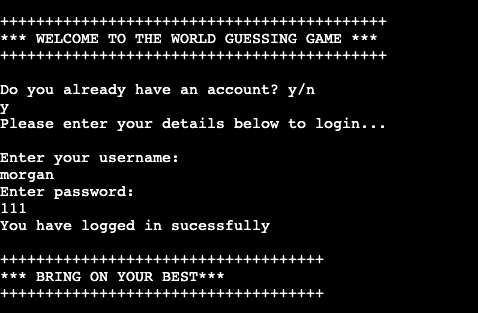 +++++++++++++++++++++++++++++++++++++++++++
*** WELCOME TO THE WORLD GUESSING GAME ***
+++++++++++++++++++++++++++++++++++++++++++
Do you already have an account? y/n
y
Please enter your details below to login...
Enter your username:
morgan
Enter password:
111
You have logged in sucessfully
++++++++++++++++++++++++++++++++++++
*** BRING ON YOUR BEST***
++++++++++++++++++++++++++++++++++++